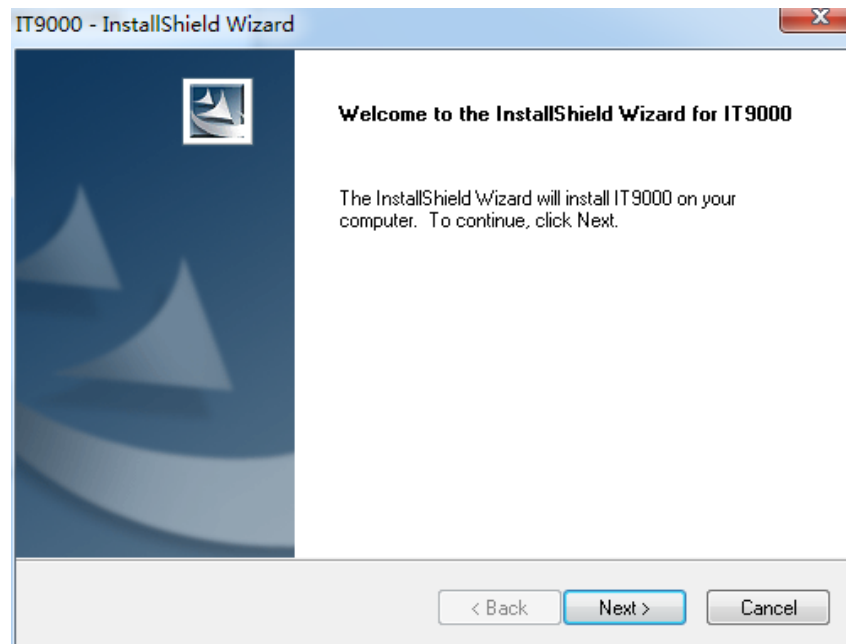 IT9000 - InstallShield Wizard
Welcome to the InstallShield Wizard for IT9000
The InstallShield Wizard will install IT9000 on your
computer. To continue, click Next.
< Back Next > Cancel